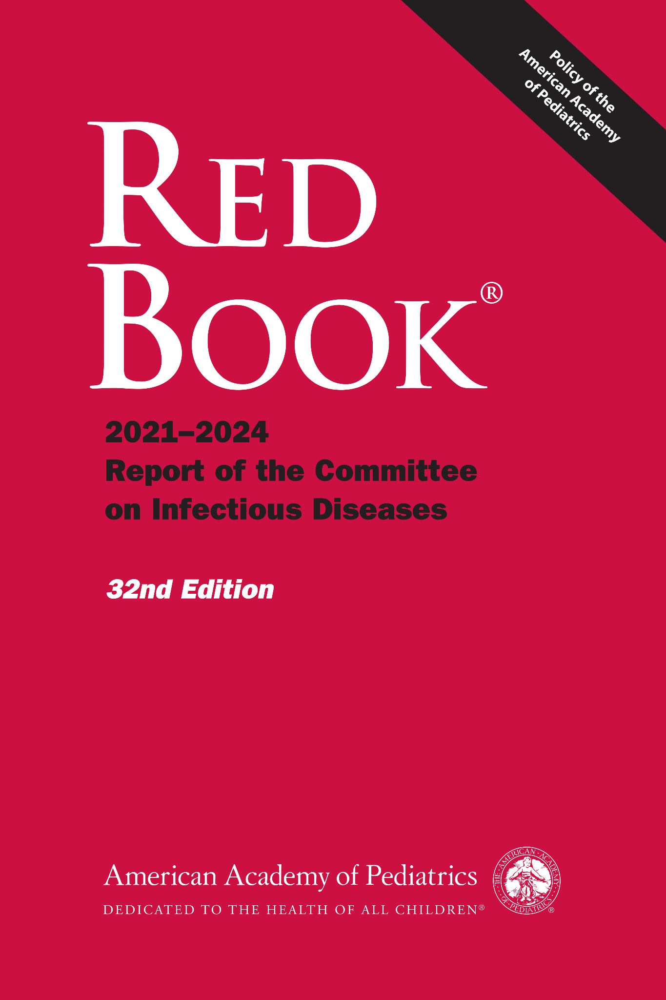 Policy of the
American Academy
of Pediatrics
RED
BOOK®
2021–2024
Report of the Committee
on Infectious Diseases
32nd Edition
American Academy of Pediatrics
DEDICATED TO THE HEALTH OF ALL CHILDREN®
· THE · AMERICAN · ACADEMY · OF · PEDIATRICS ®